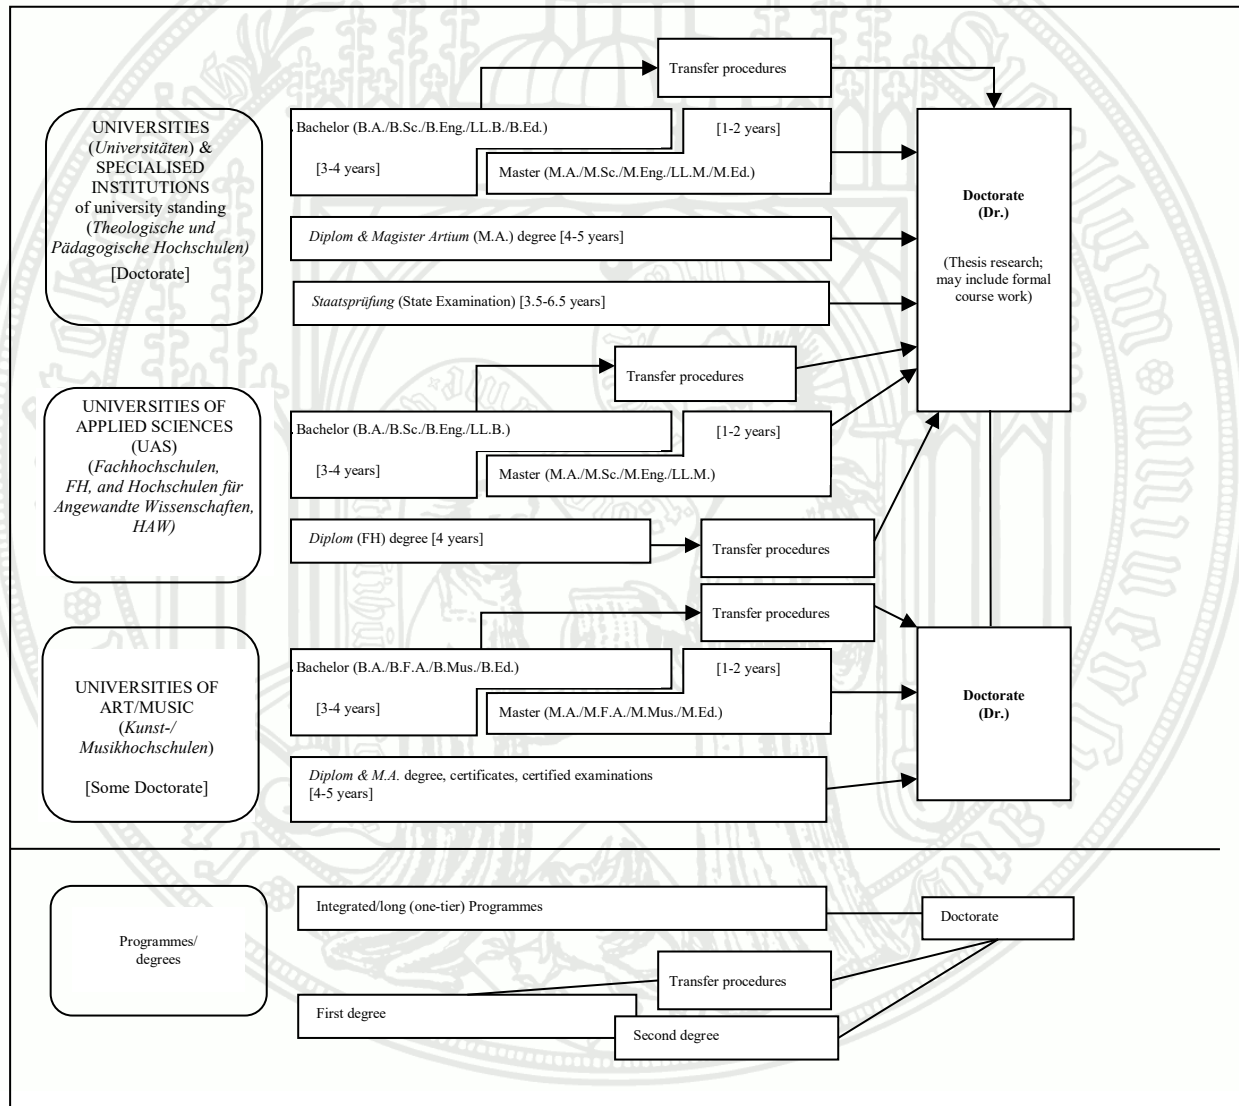 Transfer procedures
UNIVERSITIES
(Universitäten) &
SPECIALISED
INSTITUTIONS
of university standing
(Theologische und
Pädagogische Hochschulen)
[Doctorate]
Bachelor (B.A./B.Sc./B.Eng./LL.B./B.Ed.)
[3-4 years]
[1-2 years]
Master (M.A./M.Sc./M.Eng./LL.M./M.Ed.)
Diplom & Magister Artium (M.A.) degree [4-5 years]
Staatsprüfung (State Examination) [3.5-6.5 years]
Doctorate
(Dr.)
(Thesis research;
may include formal
course work)
UNIVERSITIES OF
APPLIED SCIENCES
(UAS)
(Fachhochschulen,
FH, and Hochschulen für
Angewandte Wissenschaften,
HAW)
Transfer procedures
Bachelor (B.A./B.Sc./B.Eng./LL.B.)
[3-4 years]
[1-2 years]
Master (M.A./M.Sc./M.Eng./LL.M.)
Diplom (FH) degree [4 years]
Transfer procedures
Transfer procedures
UNIVERSITIES OF
ART/MUSIC
(Kunst-/
Musikhochschulen)
[Some Doctorate]
Bachelor (B.A./B.F.A./B.Mus./B.Ed.)
[3-4 years]
[1-2 years]
Master (M.A./M.F.A./M.Mus./M.Ed.)
Diplom & M.A. degree, certificates, certified examinations
[4-5 years]
Doctorate
(Dr.)
Programmes/
degrees
Integrated/long (one-tier) Programmes
Doctorate
Transfer procedures
First degree
Second degree